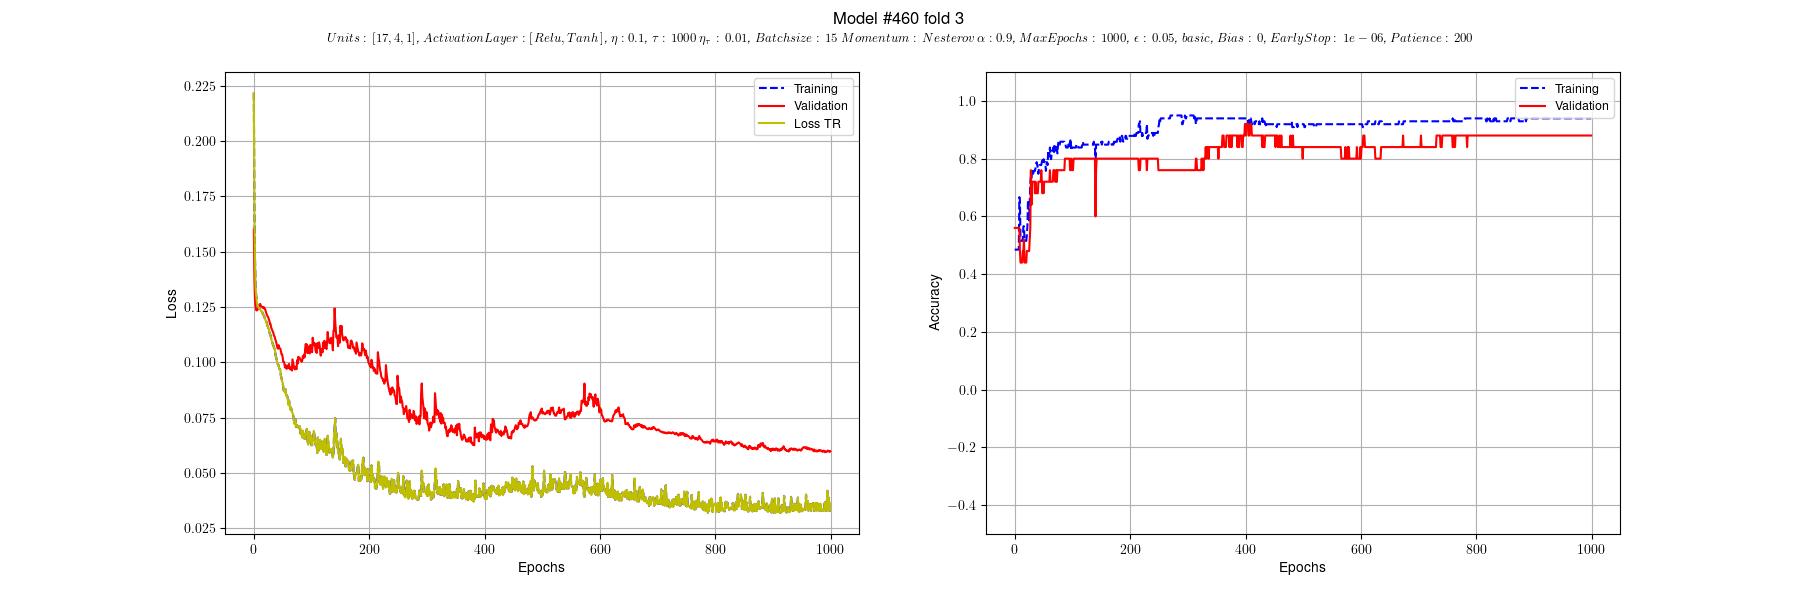 Model #460 fold 3
Units : [17, 4, 1], ActivationLayer : [Relu, Tanh], η : 0.1, τ : 1000 ητ : 0.01, Batchsize : 15 Momentum : Nesterov α : 0.9, MaxEpochs : 1000, ϵ : 0.05, basic, Bias : 0, EarlyStop : 1e − 06, Patience : 200
Loss
0.225
0.200
0.175
0.150
0.125
0.100
0.075
0.050
0.025
0 200 400 600 800 1000
Epochs
Training
Validation
Loss TR
Accuracy
1.0
0.8
0.6
0.4
0.2
0.0
−0.2
−0.4
0 200 400 600 800 1000
Epochs
Training
Validation